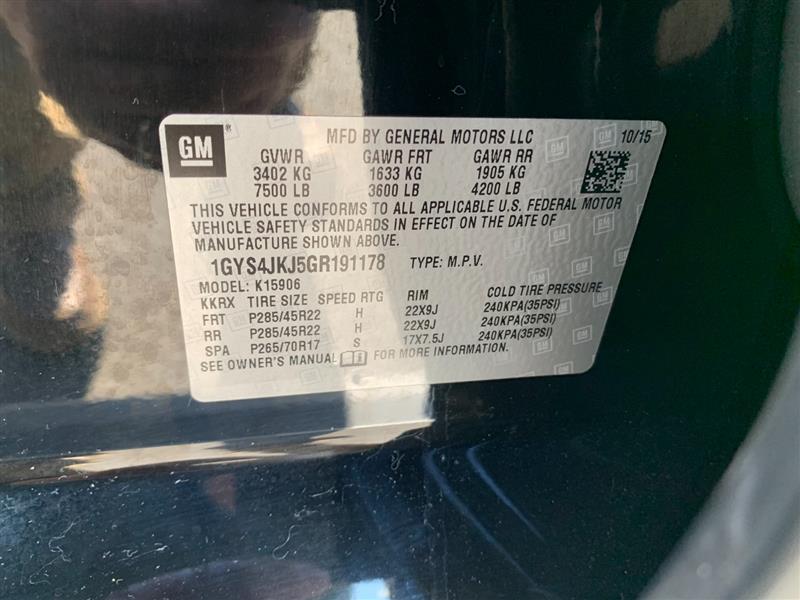 GM ® MFD BY GENERAL MOTORS LLC 10/15
GVWR GAWR FRT GAWR RR
3402 KG 1633 KG 1905 KG
7500 LB 3600 LB 4200 LB
THIS VEHICLE CONFORMS TO ALL APPLICABLE U.S. FEDERAL MOTOR
VEHICLE SAFETY STANDARDS IN EFFECT ON THE DATE OF
MANUFACTURE SHOWN ABOVE.
1GYS4JKJ5GR191178 TYPE: M.P.V.
MODEL: K15906
KKRX TIRE SIZE SPEED RTG RIM COLD TIRE PRESSURE
FRT P285/45R22 H 22X9J 240KPA(35PSI)
RR P285/45R22 H 22X9J 240KPA(35PSI)
SPA P265/70R17 S 17X7.5J 240KPA(35PSI)
SEE OWNER'S MANUAL FOR MORE INFORMATION.